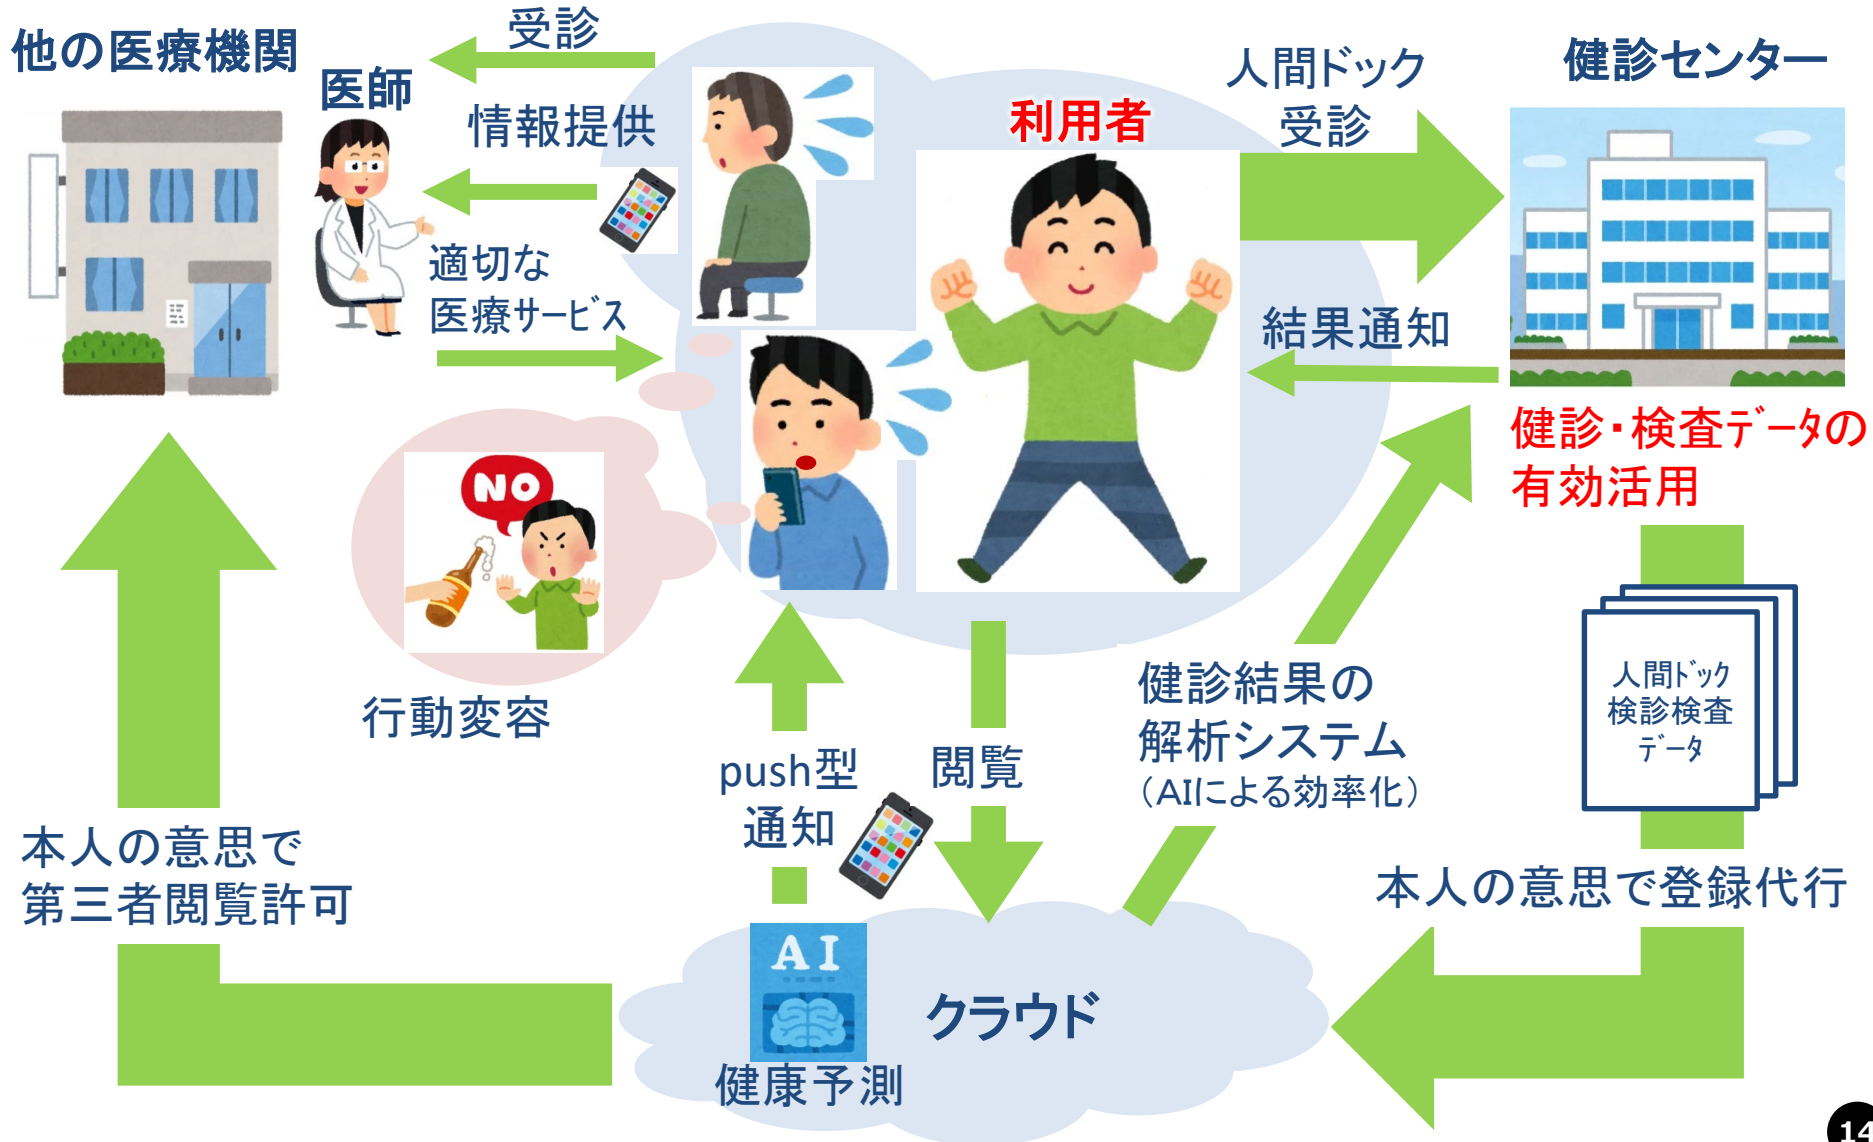 他の医療機関
医師
受診
情報提供
適切な
医療サービス
利用者
人間ドック
受診
健診センター
結果通知
健診・検査データの
有効活用
NO
行動変容
push型
通知
閲覧
健診結果の
解析システム
（AIによる効率化）
人間ドック
検診検査
データ
本人の意思で
第三者閲覧許可
本人の意思で登録代行
AI
クラウド
健康予測
14